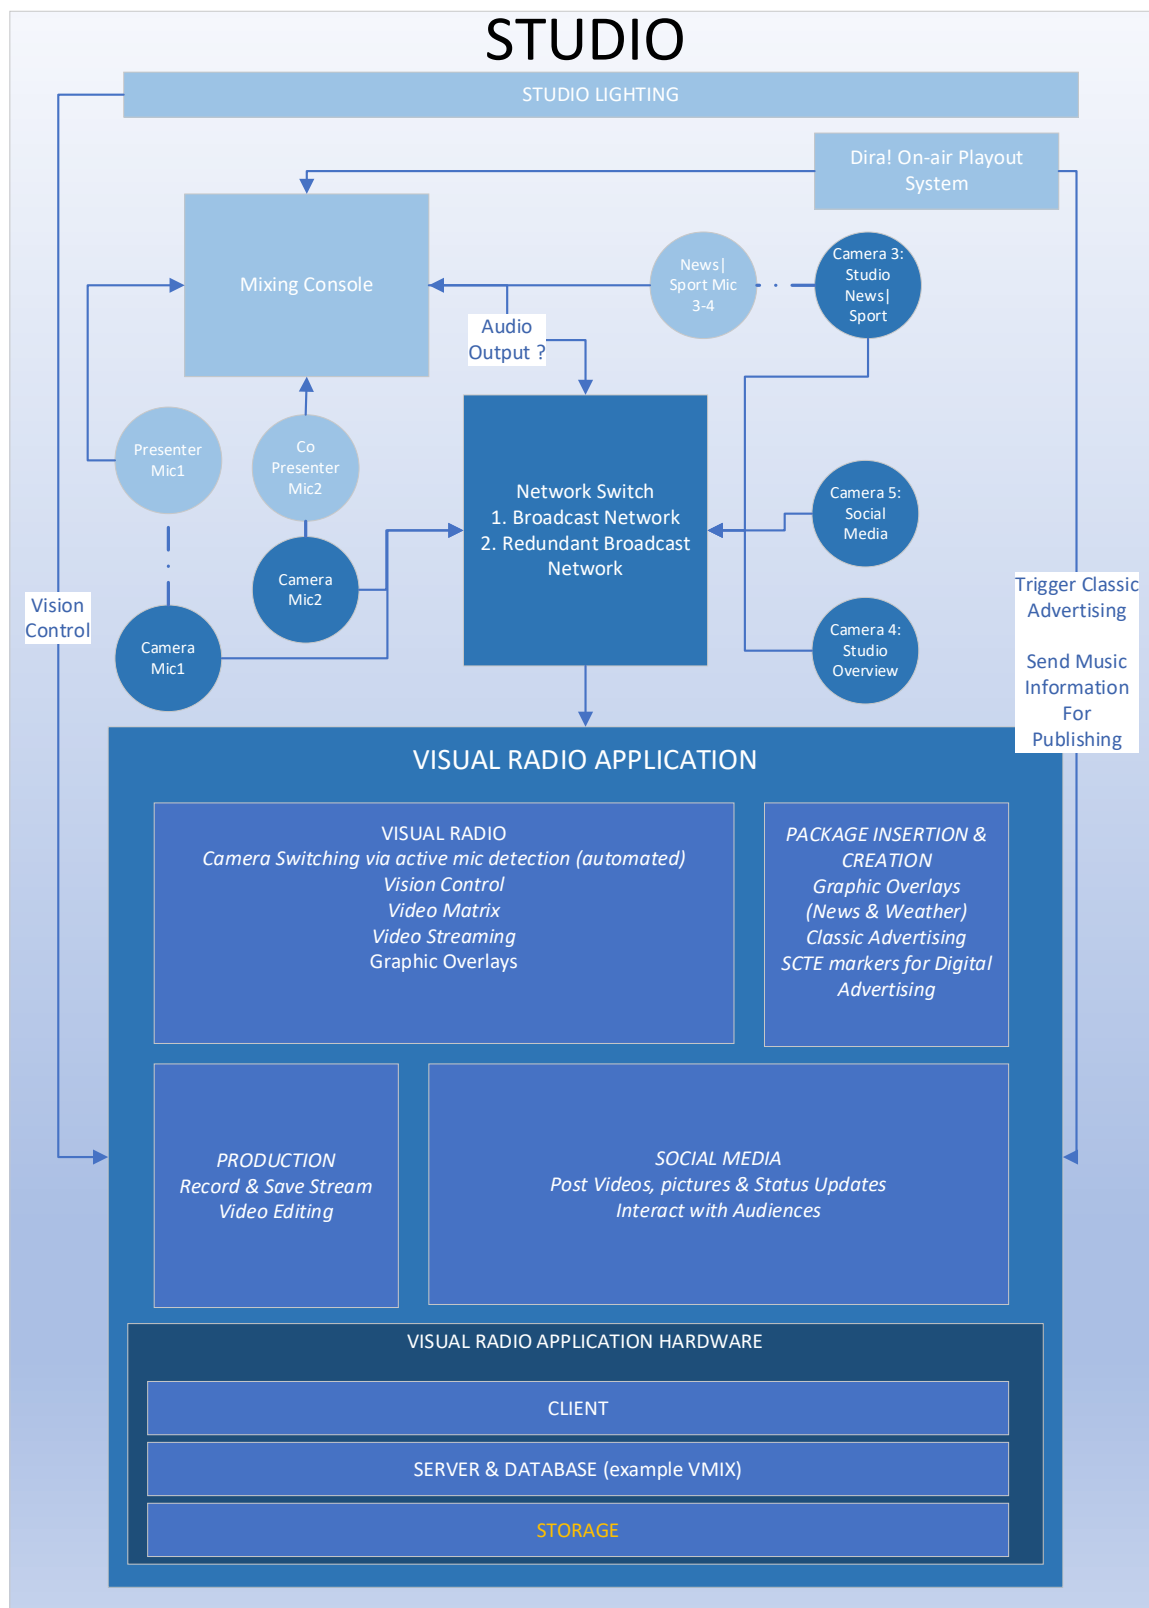 STUDIO
STUDIO LIGHTING
Dira! On-air Playout
System
Mixing Console
News|
Sport Mic
3-4
Camera 3:
Studio
News|
Sport
Audio
Output ?
Presenter
Mic1
Co
Presenter
Mic2
Network Switch
1. Broadcast Network
2. Redundant Broadcast
Network
Camera 5:
Social
Media
Camera
Mic2
Camera
Mic1
Camera 4:
Studio
Overview
Vision
Control
Trigger Classic
Advertising
Send Music
Information
For
Publishing
VISUAL RADIO APPLICATION
VISUAL RADIO
Camera Switching via active mic detection (automated)
Vision Control
Video Matrix
Video Streaming
Graphic Overlays
PACKAGE INSERTION &
CREATION
Graphic Overlays
(News & Weather)
Classic Advertising
SCTE markers for Digital
Advertising
PRODUCTION
Record & Save Stream
Video Editing
SOCIAL MEDIA
Post Videos, pictures & Status Updates
Interact with Audiences
VISUAL RADIO APPLICATION HARDWARE
CLIENT
SERVER & DATABASE (example VMIX)
STORAGE